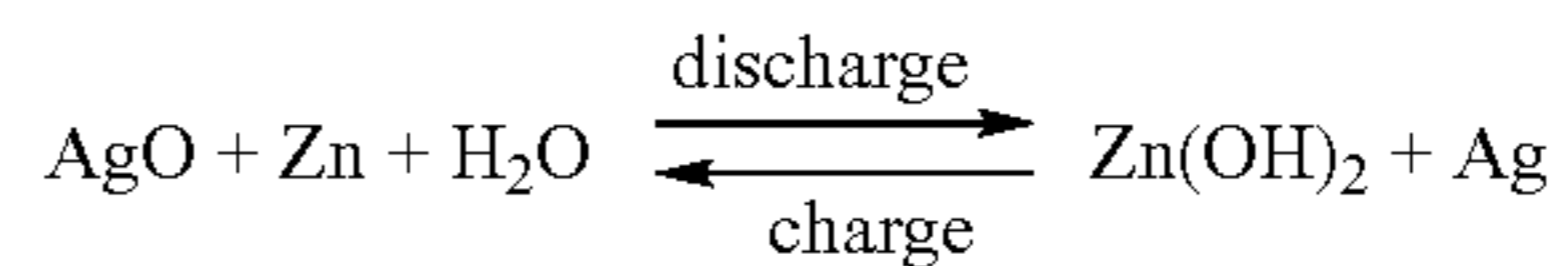 discharge
AgO + Zn + H₂O ⇌ Zn(OH)₂ + Ag
charge